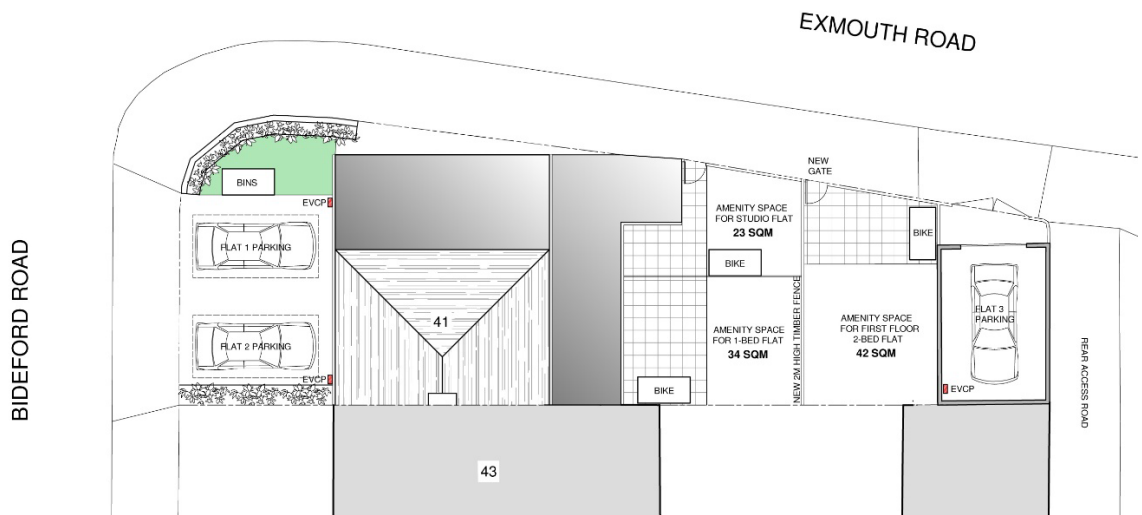 EXMOUTH ROAD
BIDEFORD ROAD
BINS
EVCP
FLAT 1 PARKING
FLAT 2 PARKING
EVCP
41
43
NEW
GATE
AMENITY SPACE
FOR STUDIO FLAT
23 SQM
BIKE
BIKE
AMENITY SPACE
FOR 1-BED FLAT
34 SQM
BIKE
NEW 2M HIGH TIMBER FENCE
AMENITY SPACE
FOR FIRST FLOOR
2-BED FLAT
42 SQM
FLAT 3
PARKING
EVCP
REAR ACCESS ROAD